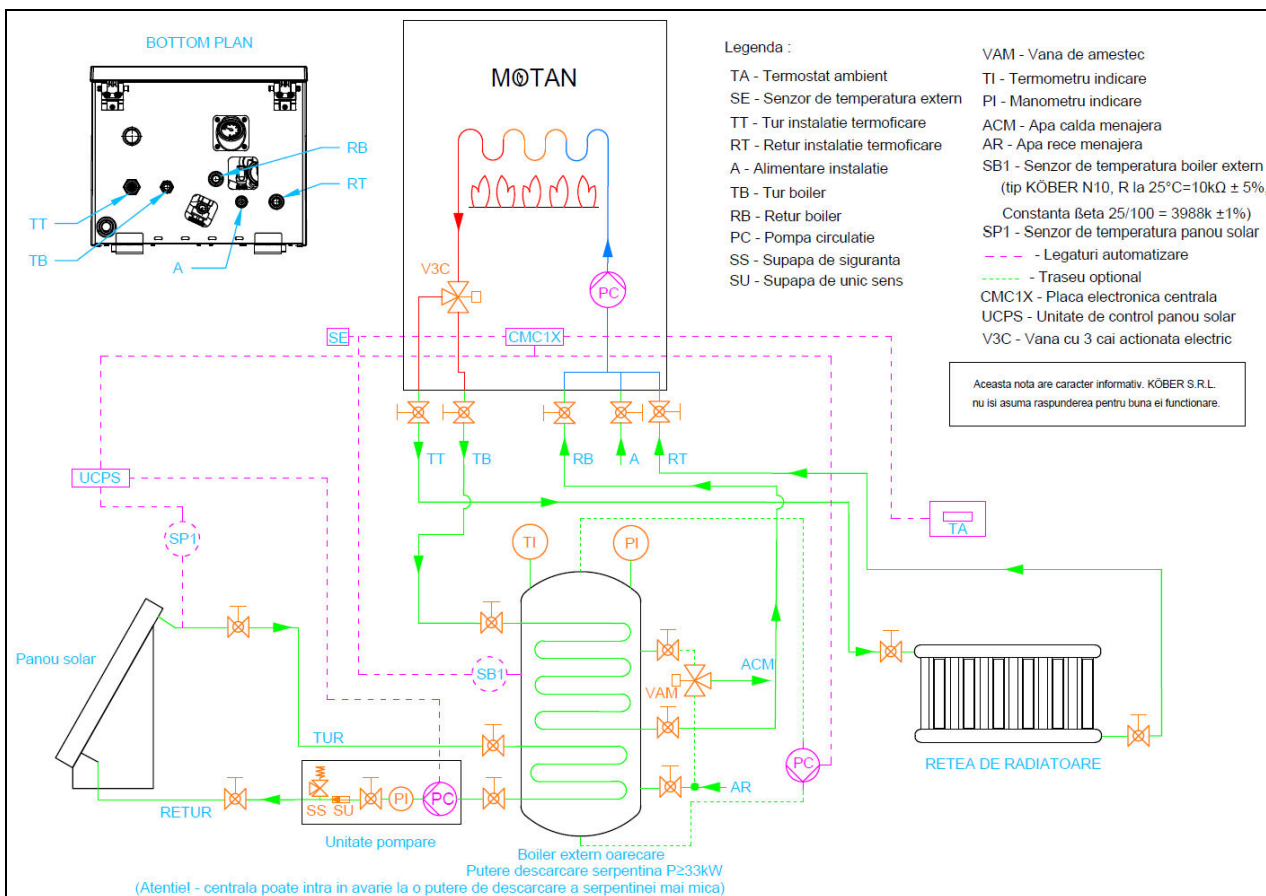 BOTTOM PLAN
RB
RT
TT
TB
A
MOTAN
V3C
PC
SE
CMC1X
TT
TB
RB
A
RT
Legenda :
TA - Termostat ambient
SE - Senzor de temperatura extern
TT - Tur instalatie termoficare
RT - Retur instalatie termoficare
A - Alimentare instalatie
TB - Tur boiler
RB - Retur boiler
PC - Pompa circulatie
SS - Supapa de siguranta
SU - Supapa de unic sens
VAM - Vana de amestec
TI - Termometru indicare
PI - Manometru indicare
ACM - Apa calda menajera
AR - Apa rece menajera
SB1 - Senzor de temperatura boiler extern
(tip KÖBER N10, R la 25°C=10kΩ ± 5%,
Constanta ßeta 25/100 = 3988k ±1%)
SP1 - Senzor de temperatura panou solar
- Legaturi automatizare
- Traseu optional
CMC1X - Placa electronica centrala
UCPS - Unitate de control panou solar
V3C - Vana cu 3 cai actionata electric
Aceasta nota are caracter informativ. KÖBER S.R.L.
nu isi asuma raspunderea pentru buna ei functionare.
UCPS
SP1
TA
TI
PI
Panou solar
SB1
ACM
VAM
TUR
RETUR
SS
SU
PI
PC
Unitate pompare
AR
PC
RETEA DE RADIATOARE
Boiler extern oarecare
Putere descarcare serpentina P≥33kW
(Atentie! - centrala poate intra in avarie la o putere de descarcare a serpentinei mai mica)